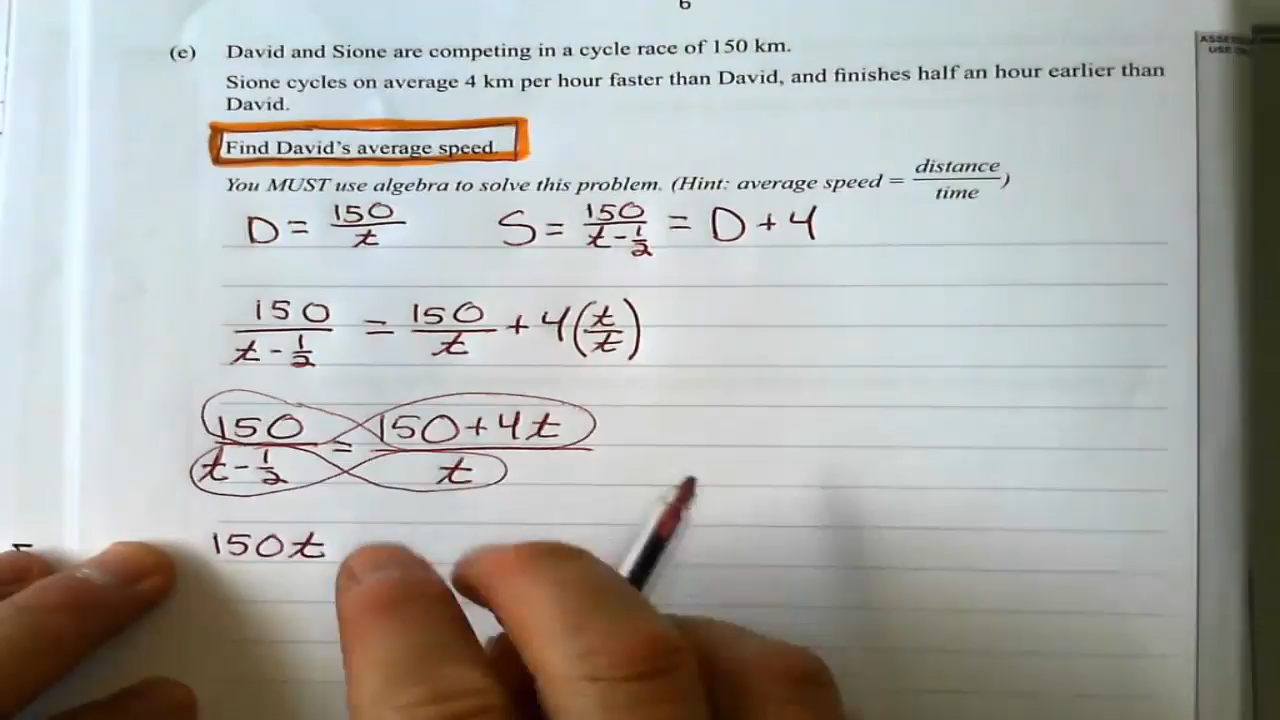 6
(e) David and Sione are competing in a cycle race of 150 km.
Sione cycles on average 4 km per hour faster than David, and finishes half an hour earlier than
David.
Find David's average speed.
You MUST use algebra to solve this problem. (Hint: average speed = distance/time)
D = 150/t S = 150/(t - 1/2) = D + 4
150/(t - 1/2) = 150/t + 4(t/t)
150/(t - 1/2) = (150 + 4t)/t
150t